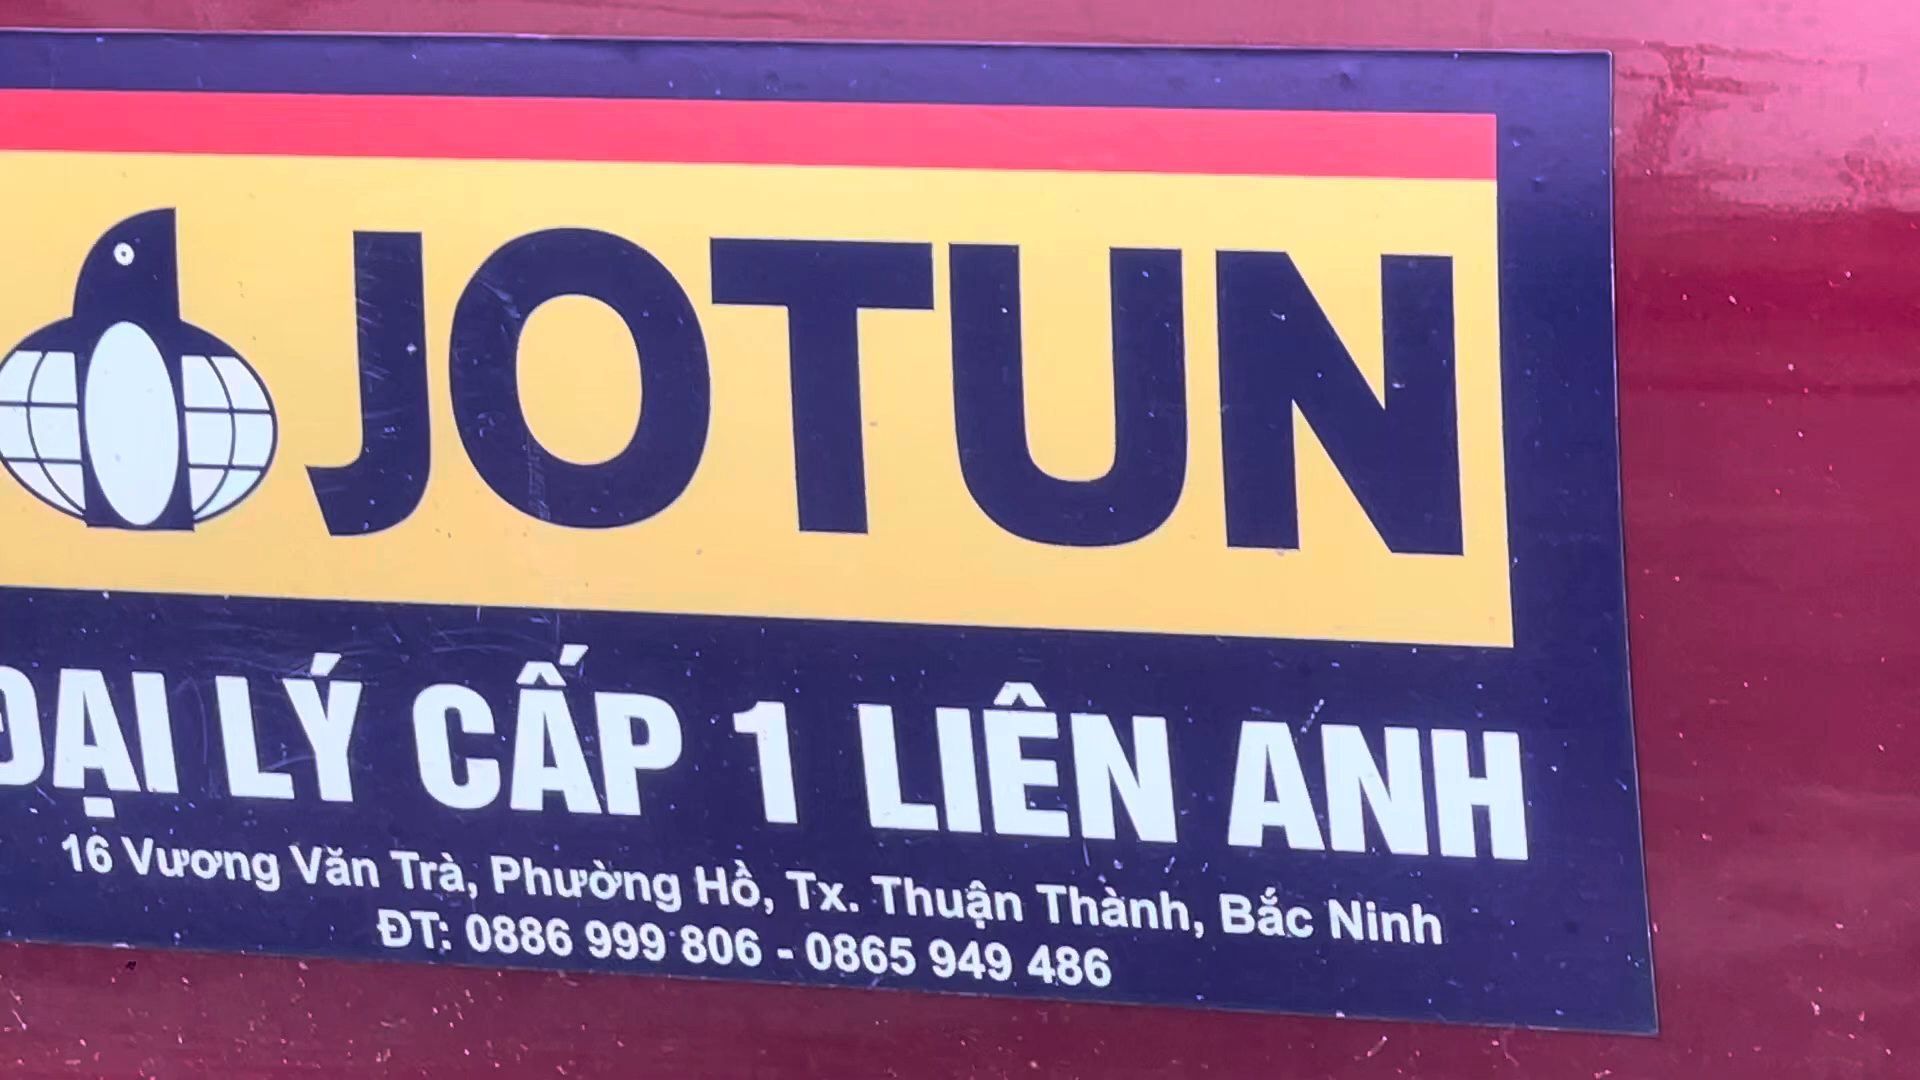 JOTUN
ĐẠI LÝ CẤP 1 LIÊN ANH
16 Vương Văn Trà, Phường Hồ, Tx. Thuận Thành, Bắc Ninh
ĐT: 0886 999 806 - 0865 949 486